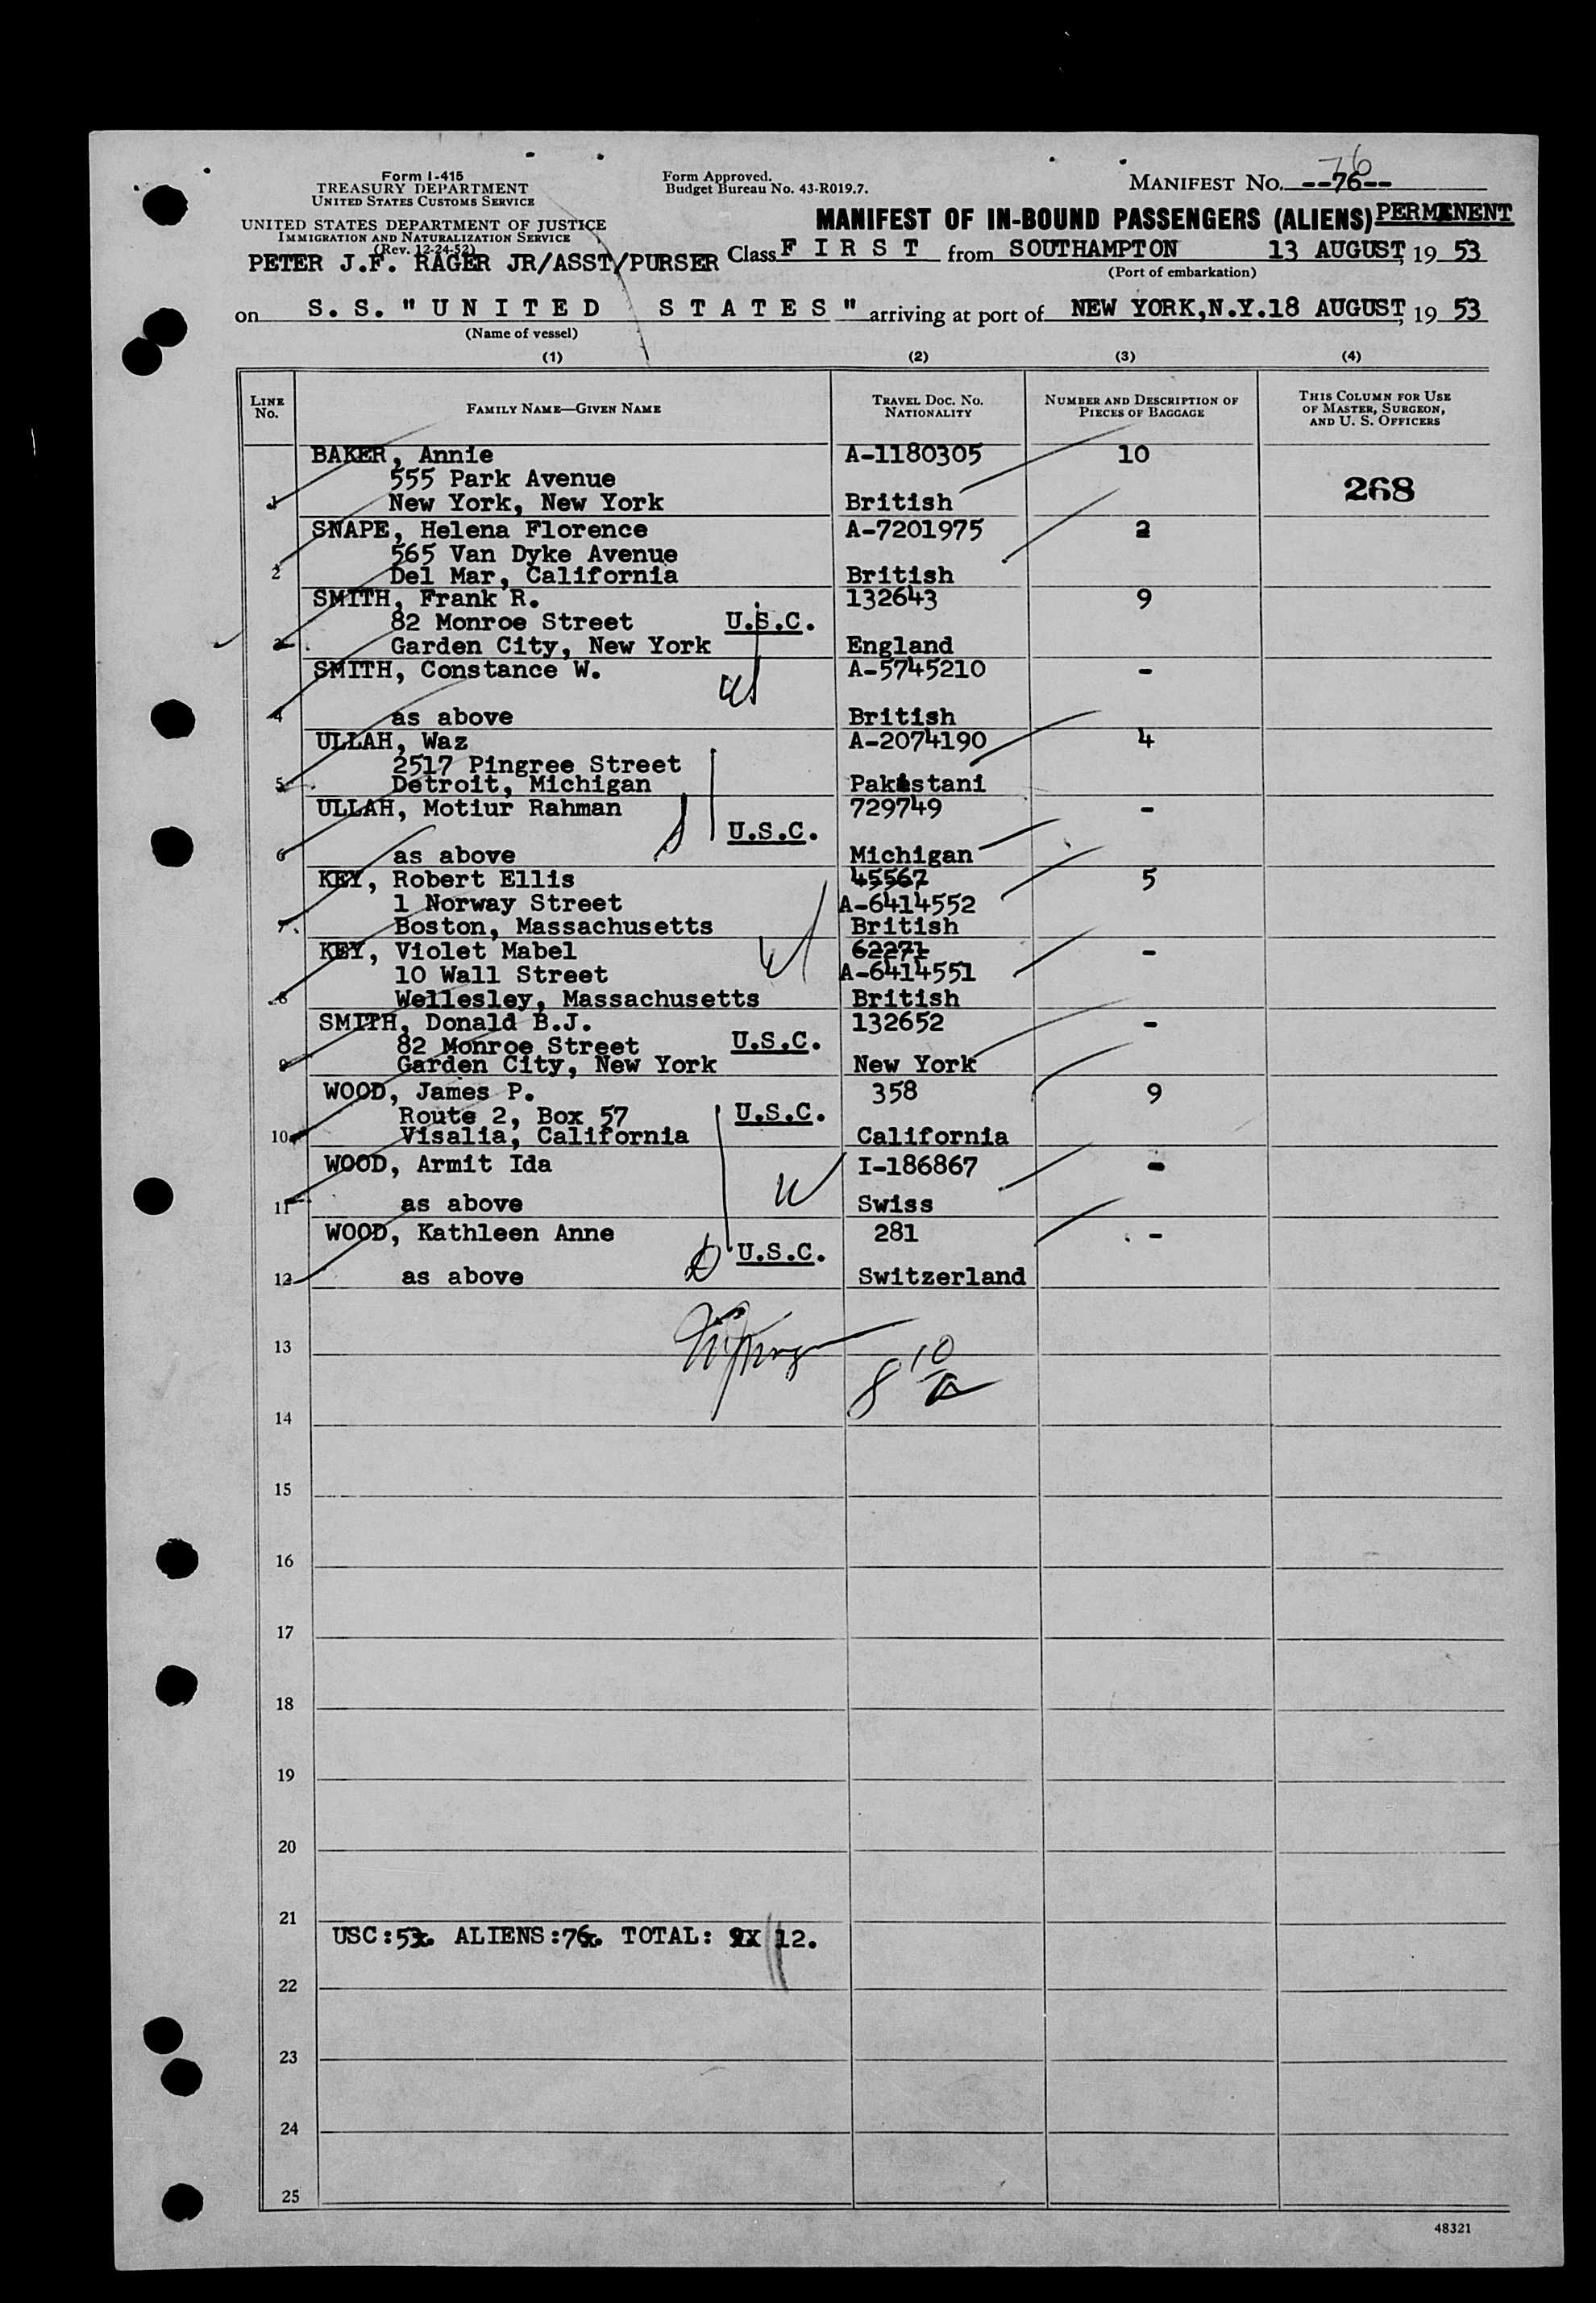 Form I-415
TREASURY DEPARTMENT
UNITED STATES CUSTOMS SERVICE
UNITED STATES DEPARTMENT OF JUSTICE
IMMIGRATION AND NATURALIZATION SERVICE
(Rev. 12-24-52)
Form Approved.
Budget Bureau No. 43-R019.7.
76
MANIFEST NO. --76--
MANIFEST OF IN-BOUND PASSENGERS (ALIENS) PERMANENT
PETER J.F. RAGER JR/ASST/PURSER Class F I R S T from SOUTHAMPTON 13 AUGUST, 19 53
(Port of embarkation)
on S. S. "U N I T E D S T A T E S" arriving at port of NEW YORK, N.Y. 18 AUGUST, 19 53
(Name of vessel)
(1) (2) (3) (4)
LINE NO. FAMILY NAME—GIVEN NAME TRAVEL DOC. NO. NATIONALITY NUMBER AND DESCRIPTION OF PIECES OF BAGGAGE THIS COLUMN FOR USE OF MASTER, SURGEON, AND U. S. OFFICERS
BAKER, Annie A-1180305 10
555 Park Avenue 268
1 New York, New York British
SNAPE, Helena Florence A-7201975 2
565 Van Dyke Avenue
2 Del Mar, California British
SMITH, Frank R. 132643 9
82 Monroe Street U.S.C.
3 Garden City, New York England
SMITH, Constance W. A-5745210 -
4 as above British
ULLAH, Waz A-2074190 4
2517 Pingree Street
5 Detroit, Michigan Pakistani
ULLAH, Motiur Rahman 729749 -
U.S.C.
6 as above Michigan
KEY, Robert Ellis 45567 5
1 Norway Street A-6414552
7 Boston, Massachusetts British
KEY, Violet Mabel 62271 -
10 Wall Street A-6414551
8 Wellesley, Massachusetts British
SMITH, Donald B.J. 132652 -
82 Monroe Street U.S.C.
9 Garden City, New York New York
WOOD, James P. 358 9
Route 2, Box 57 U.S.C.
10 Visalia, California California
WOOD, Armit Ida I-186867 -
11 as above Swiss
WOOD, Kathleen Anne 281 -
U.S.C.
12 as above Switzerland
13
8 10
14
15
16
17
18
19
20
21
USC:5 ALIENS:7 TOTAL: 12.
22
23
24
25
48321